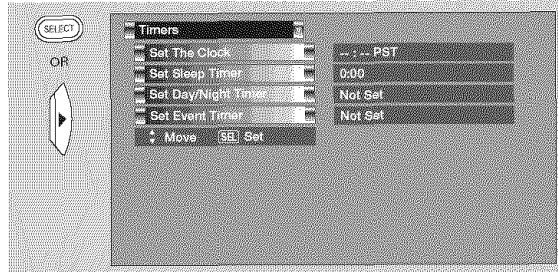 SELECT
OR
Timers
Set The Clock -- : -- PST
Set Sleep Timer 0:00
Set Day/Night Timer Not Set
Set Event Timer Not Set
Move SEL Set